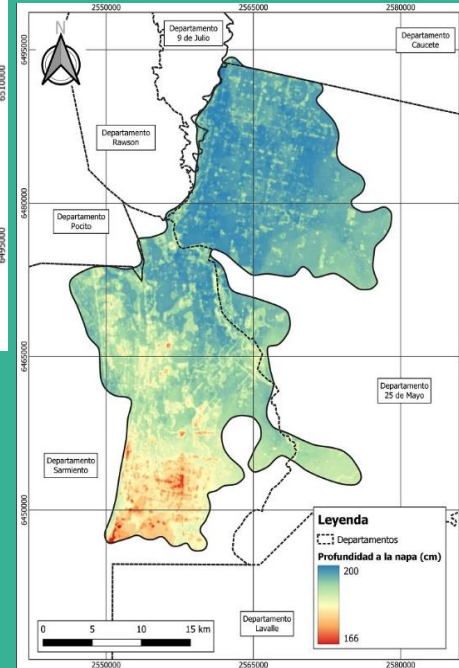 2550000
2565000
2580000
N
Departamento
9 de Julio
Departamento
Caucete
6495000
6510000
Departamento
Rawson
6480000
Departamento
Pocito
6495000
6465000
Departamento
25 de Mayo
Departamento
Sarmiento
6450000
Leyenda
Departamentos
Profundidad a la napa (cm)
200
166
0 5 10 15 km
Departamento
Lavalle
2550000
2565000
2580000